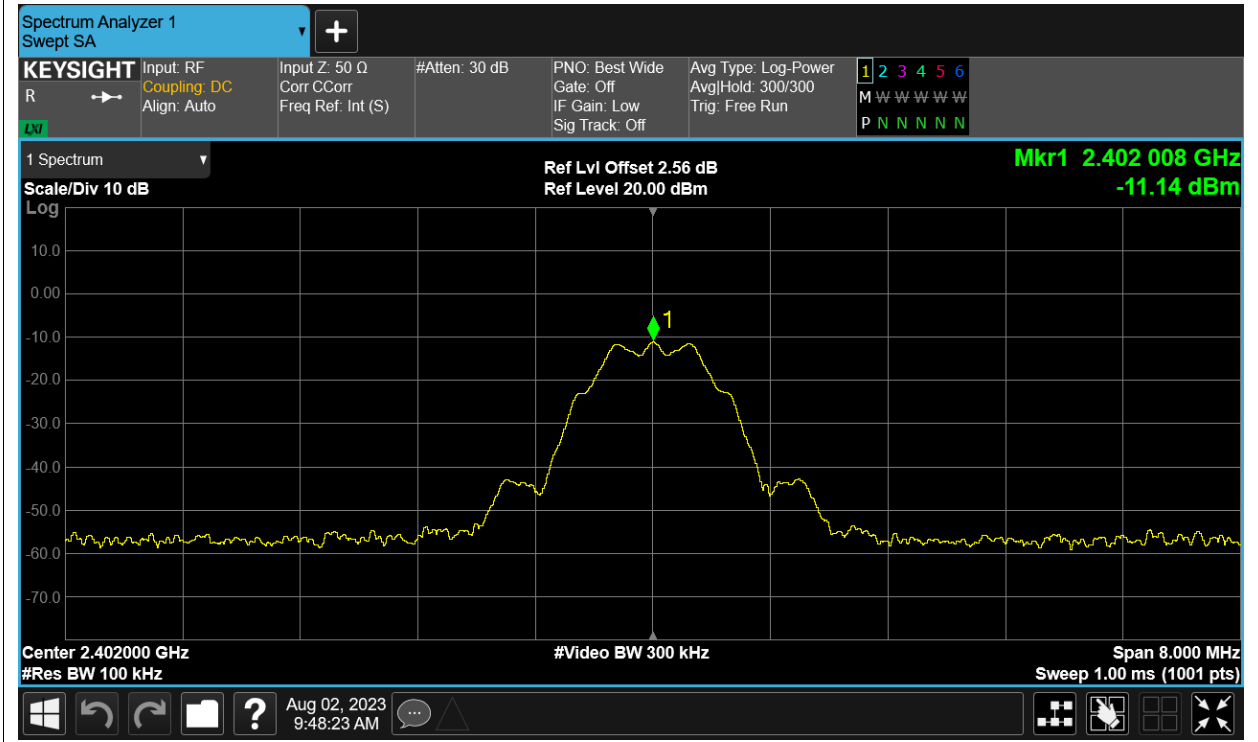 Spectrum Analyzer 1
Swept SA
KEYSIGHT
R
LXI
Input: RF
Coupling: DC
Align: Auto
Input Z: 50 Ω
Corr CCorr
Freq Ref: Int (S)
#Atten: 30 dB
PNO: Best Wide
Gate: Off
IF Gain: Low
Sig Track: Off
Avg Type: Log-Power
Avg|Hold: 300/300
Trig: Free Run
1 2 3 4 5 6
M W W W W W
P N N N N N
1 Spectrum
Scale/Div 10 dB
Log
Ref Lvl Offset 2.56 dB
Ref Level 20.00 dBm
Mkr1 2.402 008 GHz
-11.14 dBm
10.0
0.00
-10.0
-20.0
-30.0
-40.0
-50.0
-60.0
-70.0
1
Center 2.402000 GHz
#Res BW 100 kHz
#Video BW 300 kHz
Span 8.000 MHz
Sweep 1.00 ms (1001 pts)
?
Aug 02, 2023
9:48:23 AM